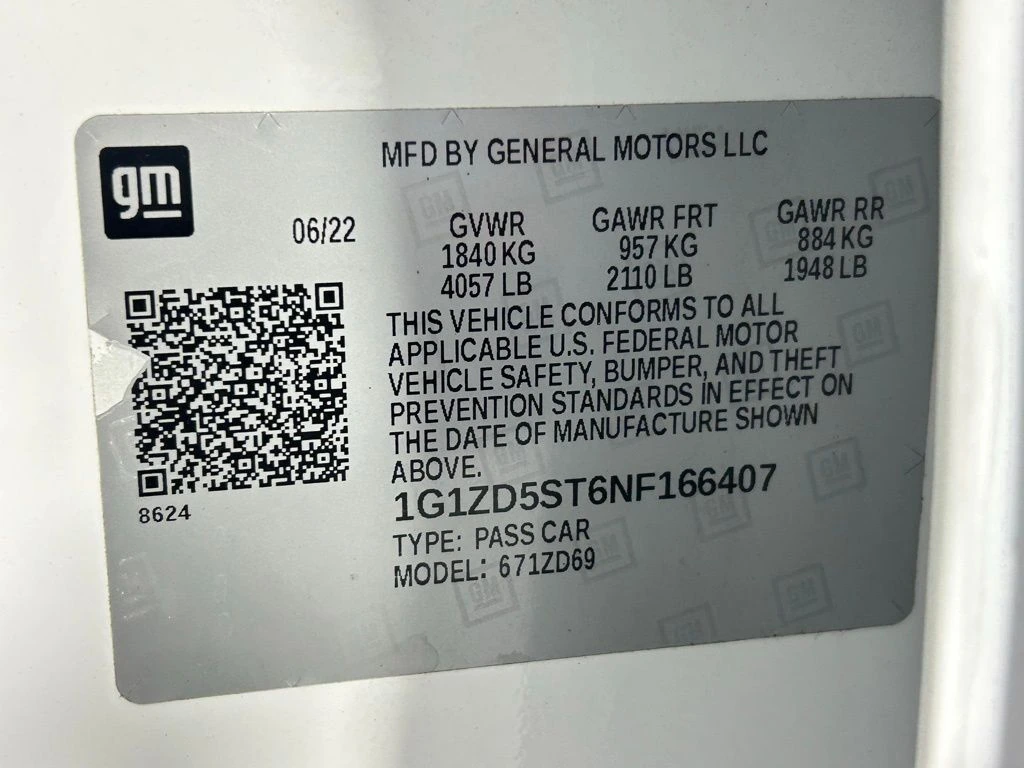 gm
MFD BY GENERAL MOTORS LLC
06/22
GVWR GAWR FRT GAWR RR
1840 KG 957 KG 884 KG
4057 LB 2110 LB 1948 LB
THIS VEHICLE CONFORMS TO ALL
APPLICABLE U.S. FEDERAL MOTOR
VEHICLE SAFETY, BUMPER, AND THEFT
PREVENTION STANDARDS IN EFFECT ON
THE DATE OF MANUFACTURE SHOWN
ABOVE.
1G1ZD5ST6NF166407
8624
TYPE: PASS CAR
MODEL: 671ZD69